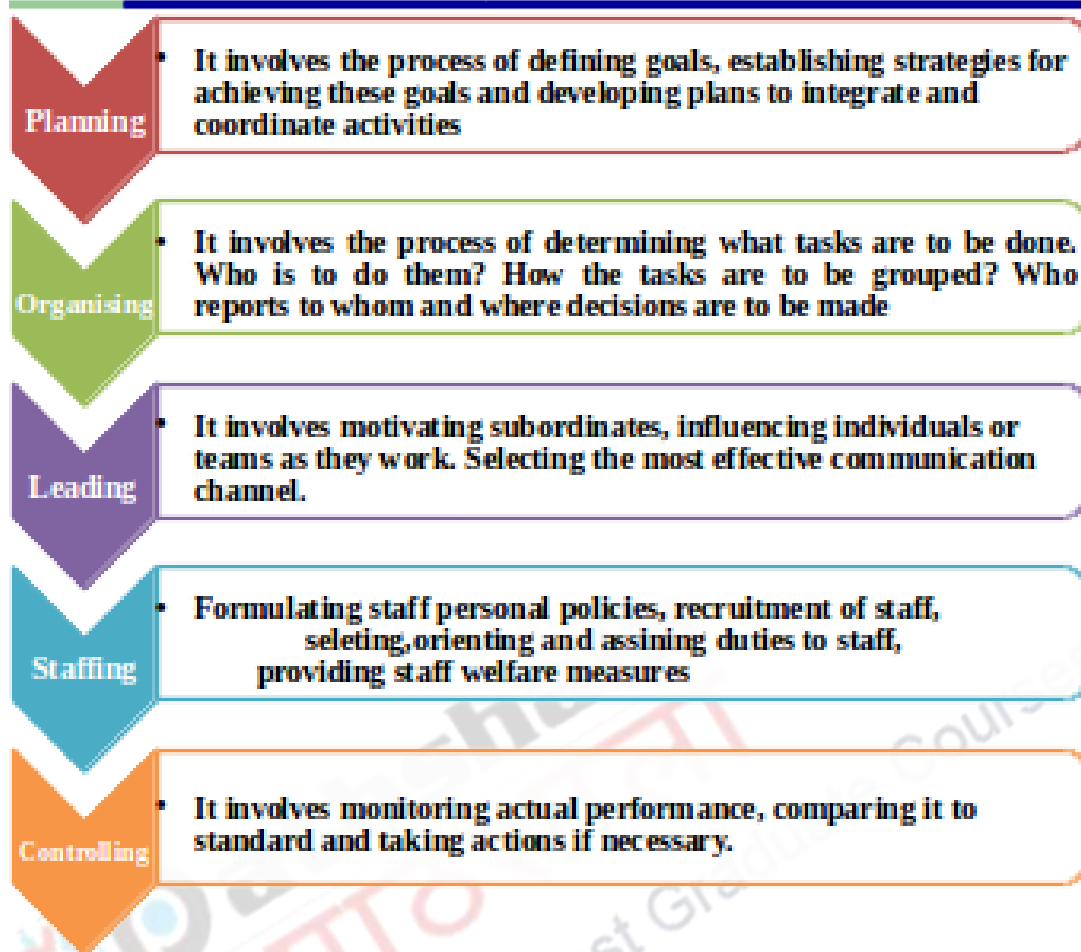 Planning
• It involves the process of defining goals, establishing strategies for
achieving these goals and developing plans to integrate and
coordinate activities
Organising
• It involves the process of determining what tasks are to be done.
Who is to do them? How the tasks are to be grouped? Who
reports to whom and where decisions are to be made
Leading
• It involves motivating subordinates, influencing individuals or
teams as they work. Selecting the most effective communication
channel.
Staffing
• Formulating staff personal policies, recruitment of staff,
seleting,orienting and assining duties to staff,
providing staff welfare measures
Controlling
• It involves monitoring actual performance, comparing it to
standard and taking actions if necessary.
Graduate Courses